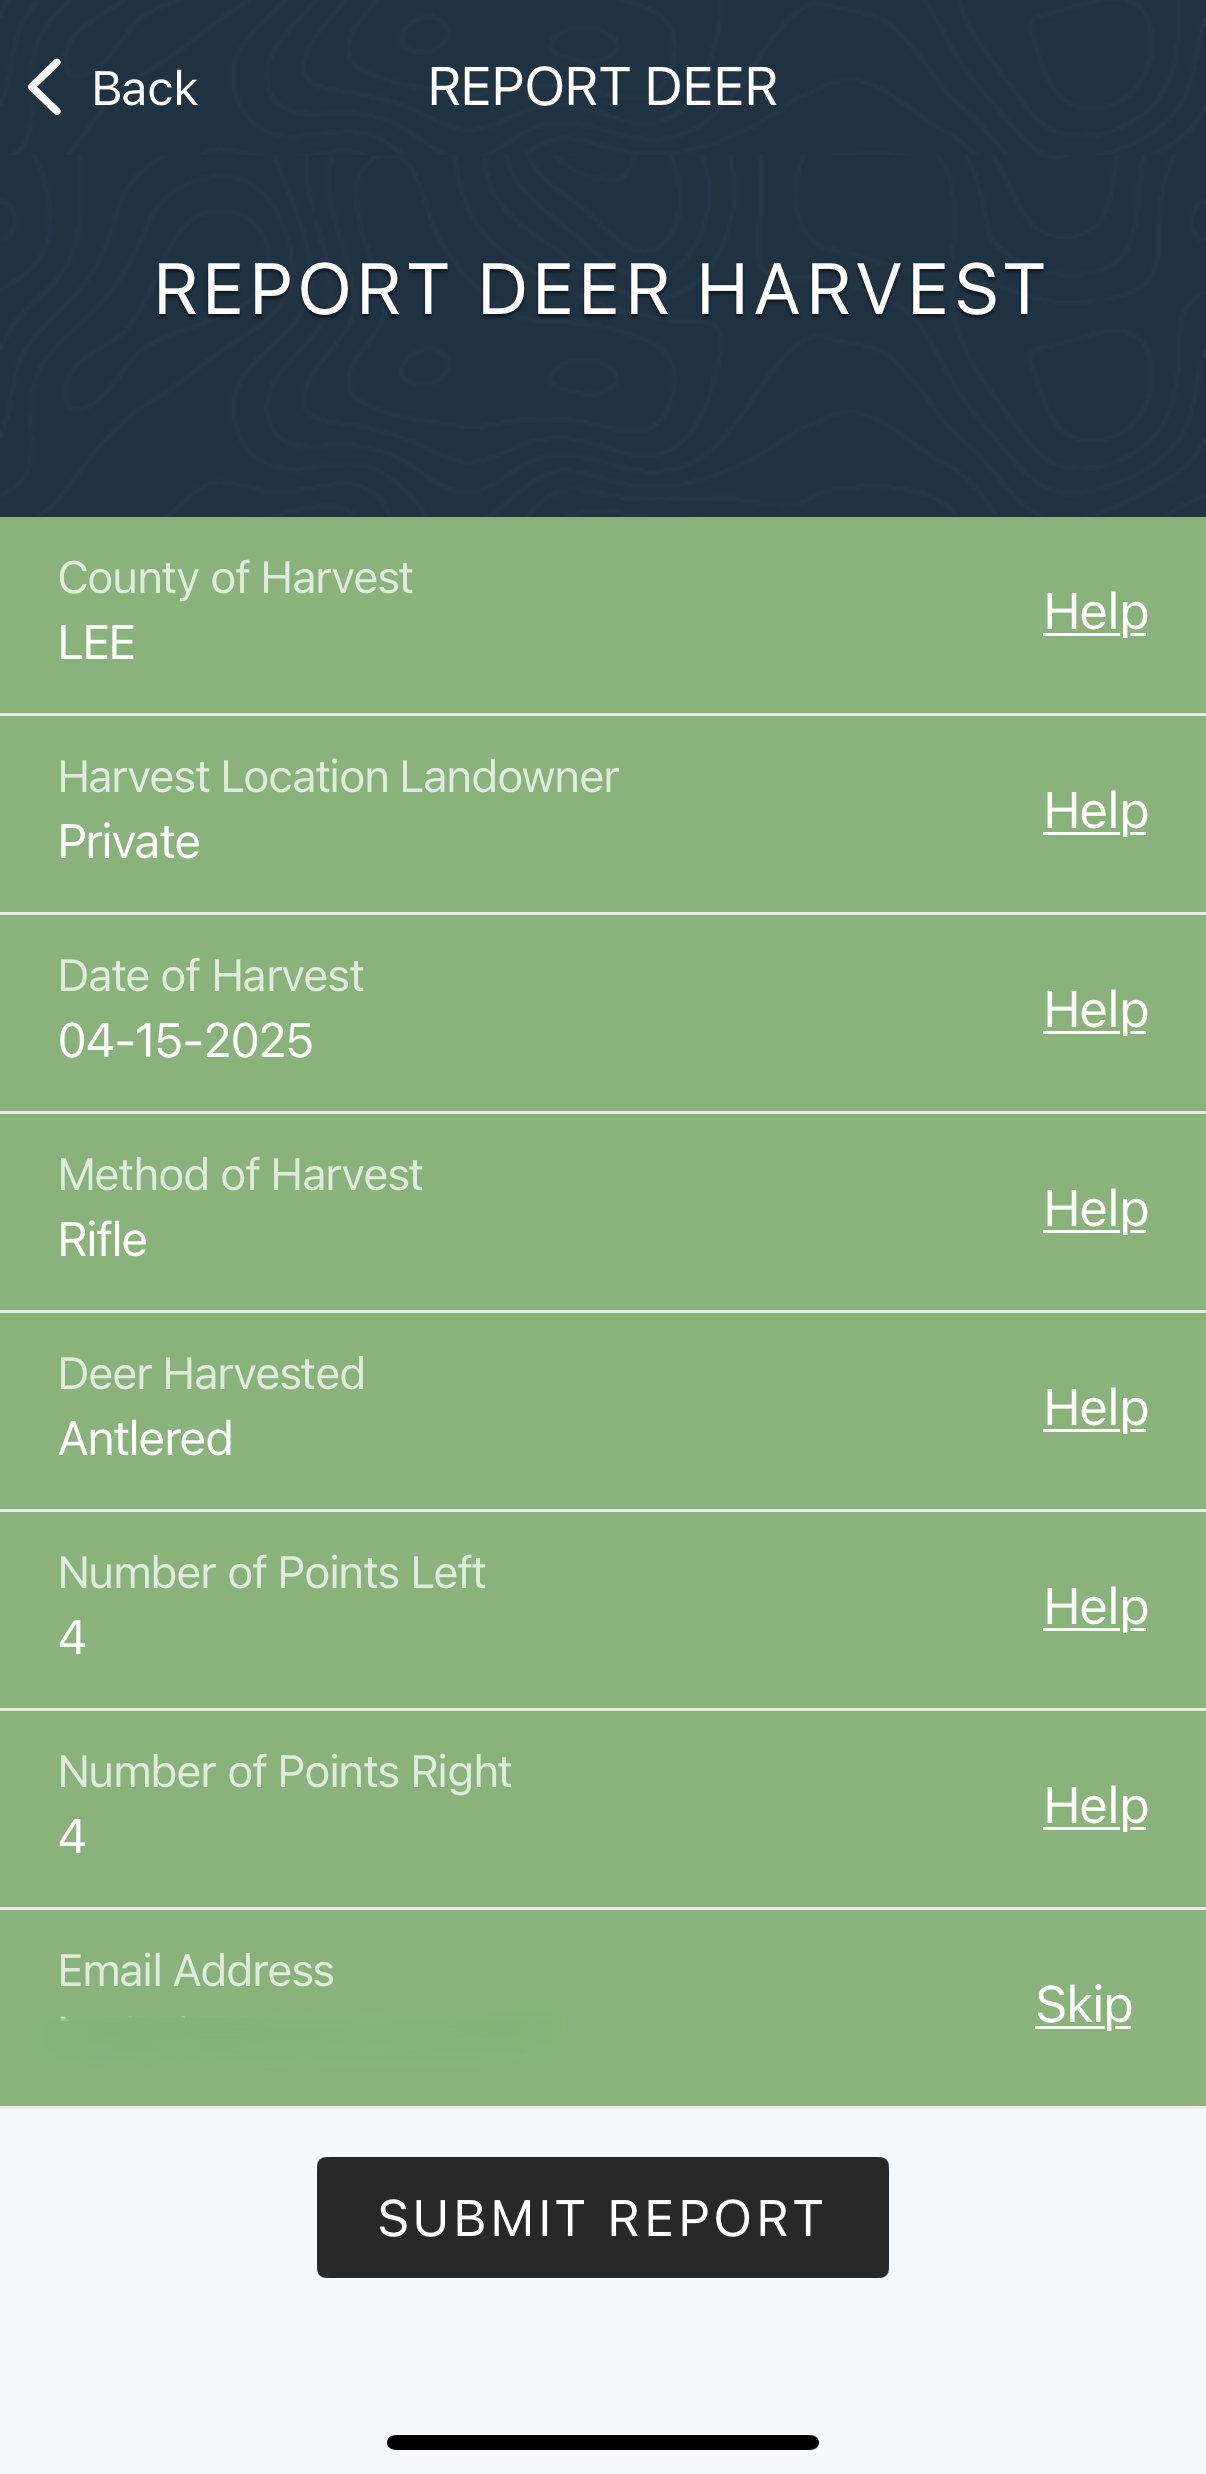 Back
REPORT DEER
REPORT DEER HARVEST
County of Harvest
LEE
Help
Harvest Location Landowner
Private
Help
Date of Harvest
04-15-2025
Help
Method of Harvest
Rifle
Help
Deer Harvested
Antlered
Help
Number of Points Left
4
Help
Number of Points Right
4
Help
Email Address
Skip
SUBMIT REPORT